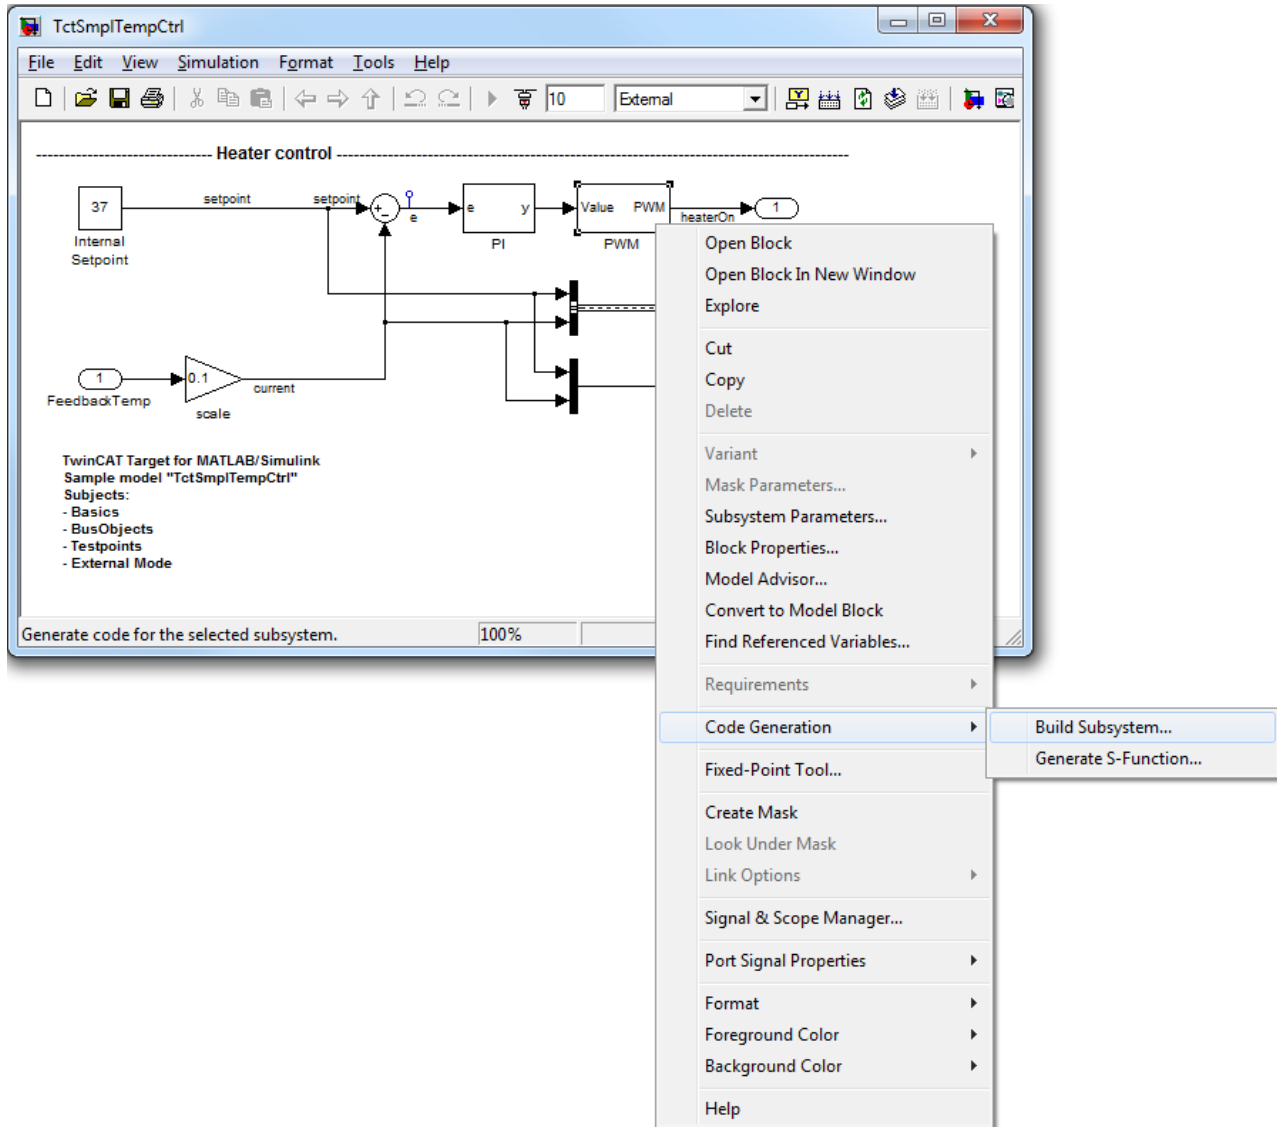 TctSmplTempCtrl
File Edit View Simulation Format Tools Help
10 External
Heater control
37 setpoint setpoint e e y Value PWM heaterOn 1
Internal
Setpoint
PI PWM
1 0.1 current
FeedbackTemp scale
TwinCAT Target for MATLAB/Simulink
Sample model "TctSmplTempCtrl"
Subjects:
- Basics
- BusObjects
- Testpoints
- External Mode
Generate code for the selected subsystem. 100%
Open Block
Open Block In New Window
Explore
Cut
Copy
Delete
Variant
Mask Parameters...
Subsystem Parameters...
Block Properties...
Model Advisor...
Convert to Model Block
Find Referenced Variables...
Requirements
Code Generation
Build Subsystem...
Generate S-Function...
Fixed-Point Tool...
Create Mask
Look Under Mask
Link Options
Signal & Scope Manager...
Port Signal Properties
Format
Foreground Color
Background Color
Help